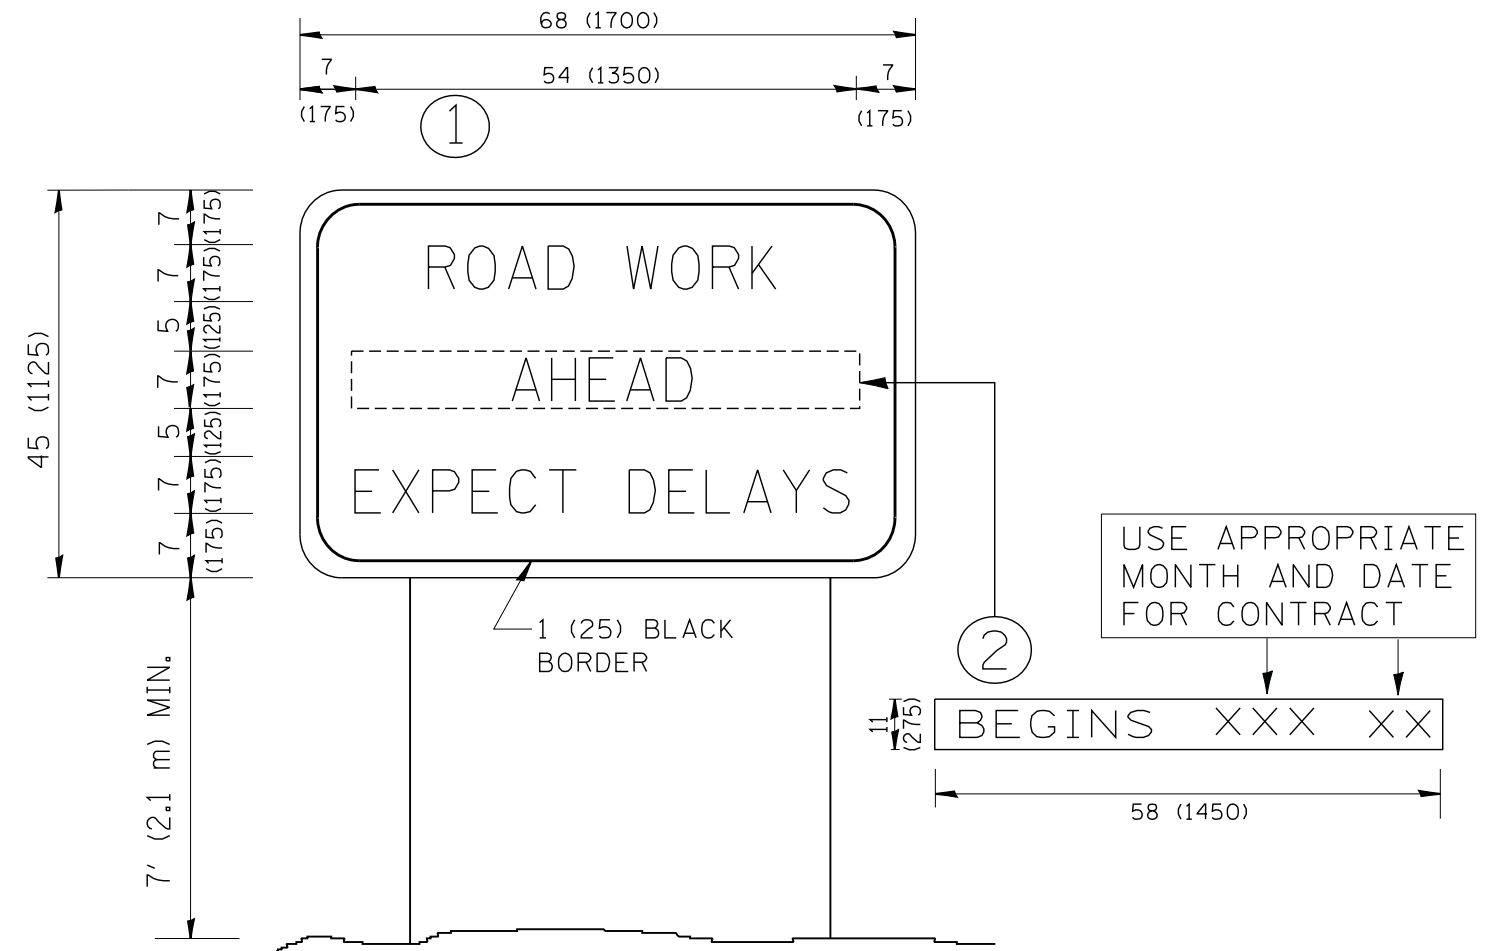 68 (1700)
7
54 (1350)
7
(175)
(175)
1
45 (1125)
7 (175)
7 (175)
5 (125)
7 (175)
5 (125)
7 (175)
7 (175)
ROAD WORK
AHEAD
EXPECT DELAYS
1 (25) BLACK
BORDER
7' (2.1 m) MIN.
USE APPROPRIATE
MONTH AND DATE
FOR CONTRACT
2
11
(275)
BEGINS XXX XX
58 (1450)